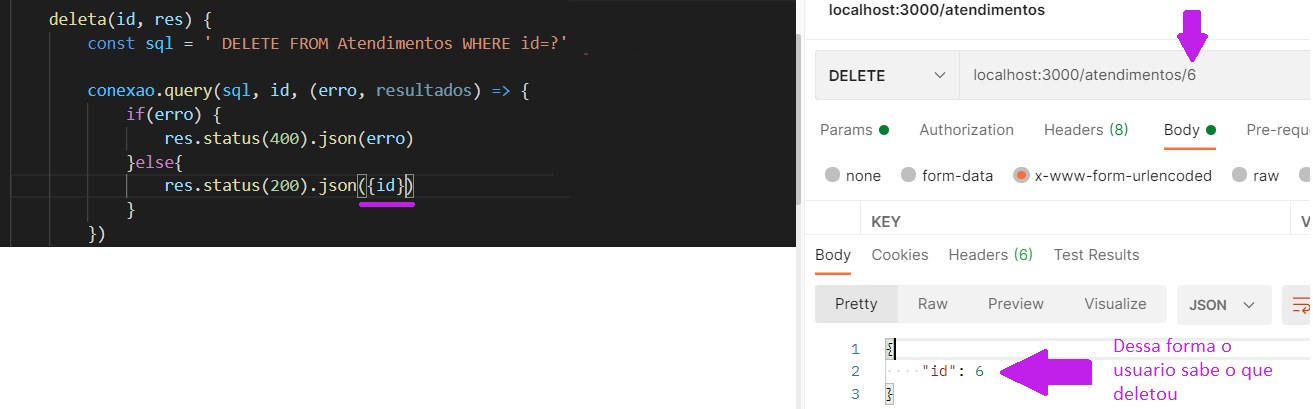 deleta(id, res) {
const sql = ' DELETE FROM Atendimentos WHERE id=?'
conexao.query(sql, id, (erro, resultados) => {
if(erro) {
res.status(400).json(erro)
}else{
res.status(200).json({id})
}
})
localhost:3000/atendimentos
DELETE localhost:3000/atendimentos/6
Params Authorization Headers (8) Body Pre-requ
none form-data x-www-form-urlencoded raw
KEY V
Body Cookies Headers (6) Test Results
Pretty Raw Preview Visualize JSON
1 {
2 "id": 6
3 }
Dessa forma o
usuario sabe o que
deletou